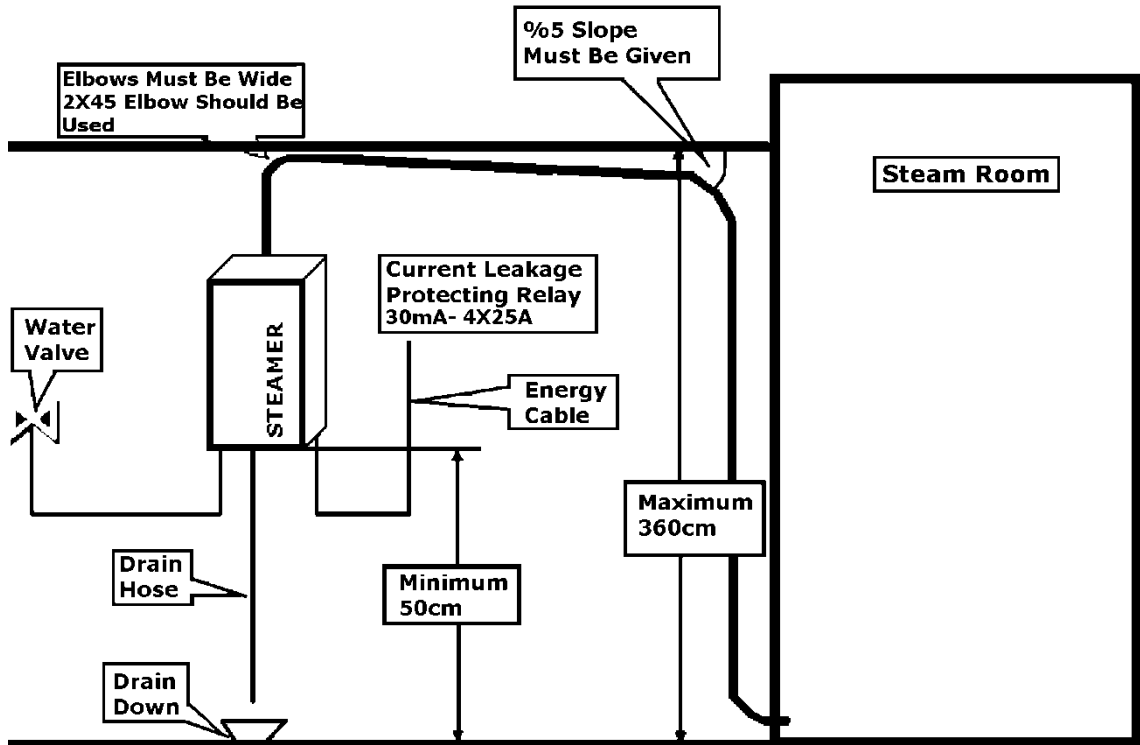 %5 Slope
Must Be Given
Elbows Must Be Wide
2X45 Elbow Should Be
Used
Steam Room
Current Leakage
Protecting Relay
30mA- 4X25A
Water
Valve
STEAMER
Energy
Cable
Maximum
360cm
Drain
Hose
Minimum
50cm
Drain
Down